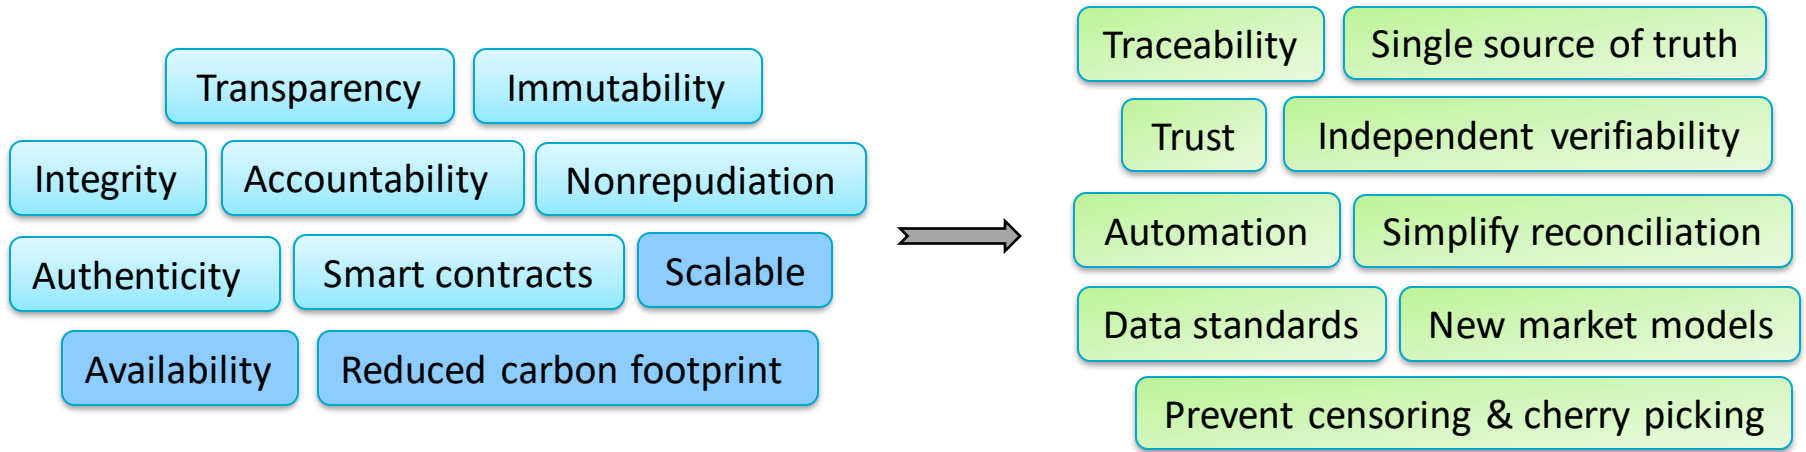 Transparency
Immutability
Integrity
Accountability
Nonrepudiation
Authenticity
Smart contracts
Scalable
Availability
Reduced carbon footprint
Traceability
Single source of truth
Trust
Independent verifiability
Automation
Simplify reconciliation
Data standards
New market models
Prevent censoring & cherry picking